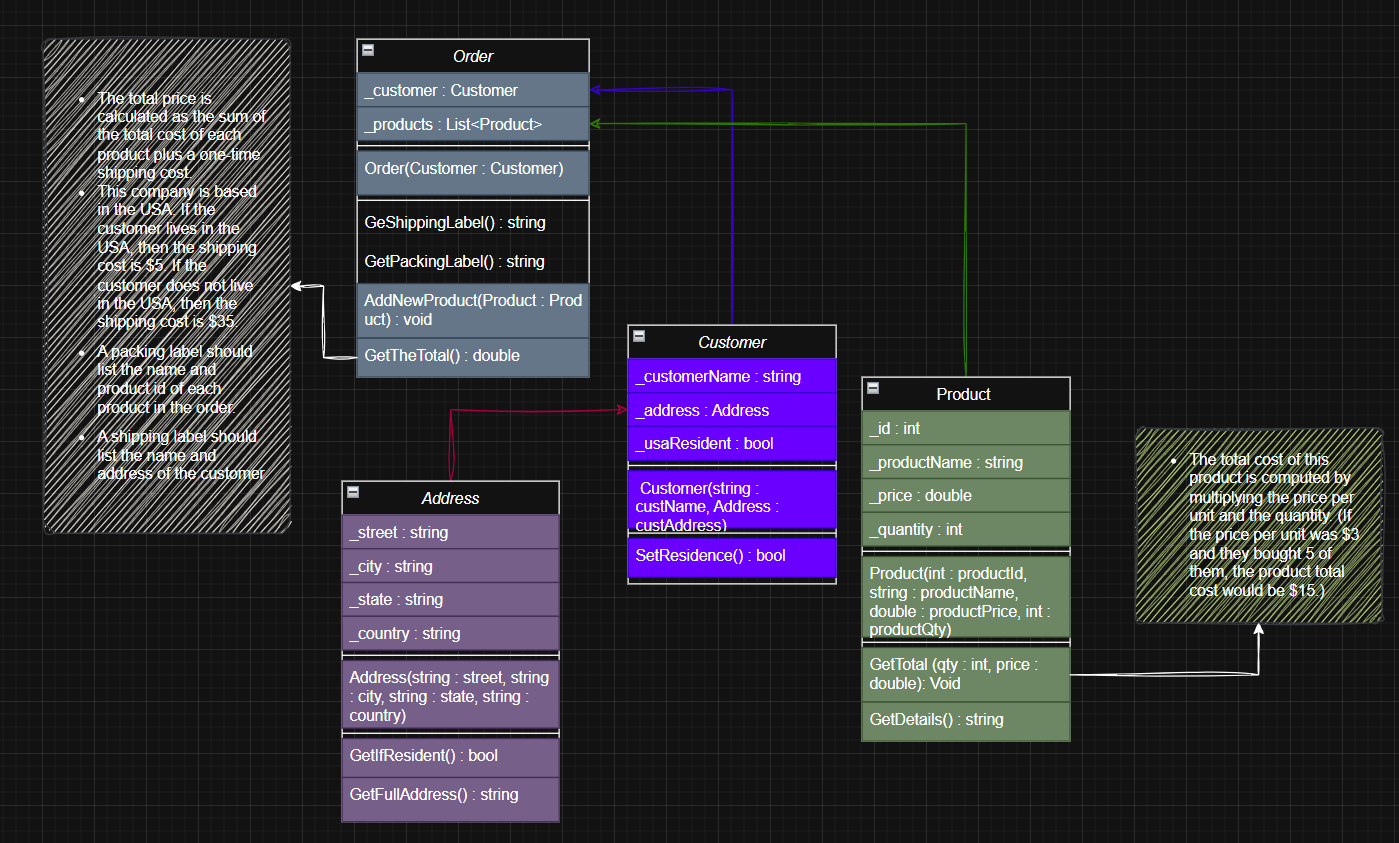 The total price is
calculated as the sum of
the total cost of each
product plus a one-time
shipping cost.
This company is based
in the USA. If the
customer lives in the
USA, then the shipping
cost is $5. If the
customer does not live
in the USA, then the
shipping cost is $35.
A packing label should
list the name and
product id of each
product in the order.
A shipping label should
list the name and
address of the customer
Order
_customer : Customer
_products : List<Product>
Order(Customer : Customer)
GeShippingLabel() : string
GetPackingLabel() : string
AddNewProduct(Product : Prod
uct) : void
GetTheTotal() : double
Address
_street : string
_city : string
_state : string
_country : string
Address(string : street, string
: city, string : state, string :
country)
GetIfResident() : bool
GetFullAddress() : string
Customer
_customerName : string
_address : Address
_usaResident : bool
Customer(string :
custName, Address :
custAddress)
SetResidence() : bool
Product
_id : int
_productName : string
_price : double
_quantity : int
Product(int : productId,
string : productName,
double : productPrice, int :
productQty)
GetTotal (qty : int, price :
double): Void
GetDetails() : string
The total cost of this
product is computed by
multiplying the price per
unit and the quantity. (If
the price per unit was $3
and they bought 5 of
them, the product total
cost would be $15.)